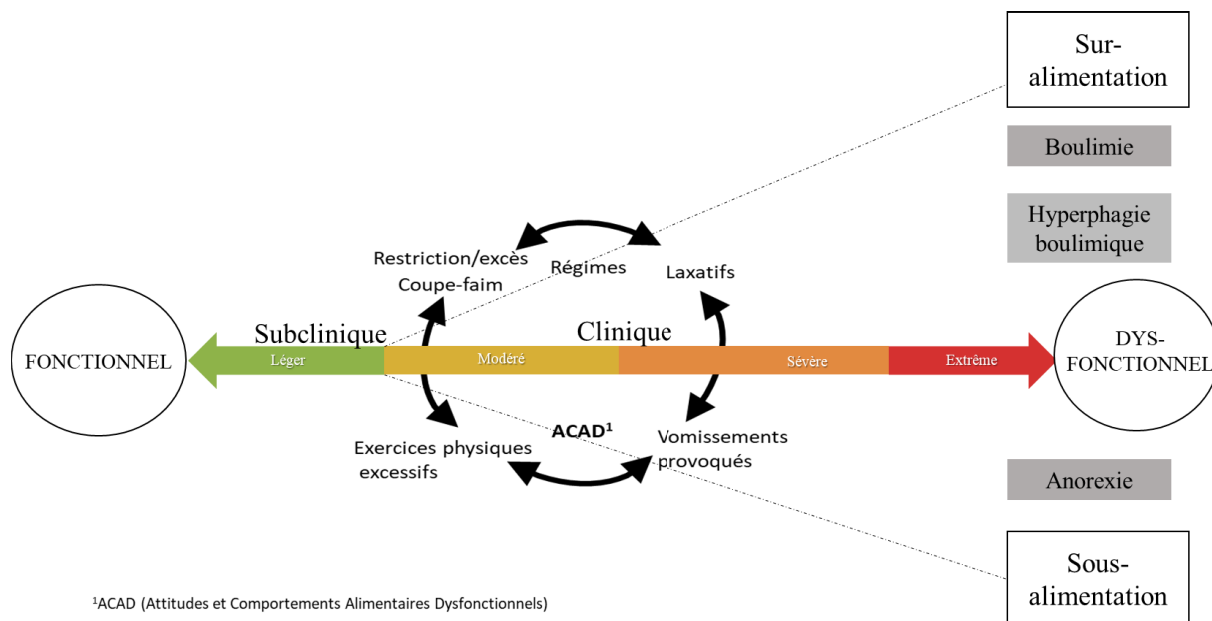 Sur-
alimentation
Boulimie
Hyperphagie
boulimique
Restriction/excès
Coupe-faim
Régimes
Laxatifs
Subclinique
Clinique
FONCTIONNEL
Léger
Modéré
Sévère
Extrême
DYS-
FONCTIONNEL
ACAD¹
Exercices physiques
excessifs
Vomissements
provoqués
Anorexie
Sous-
alimentation
¹ACAD (Attitudes et Comportements Alimentaires Dysfonctionnels)